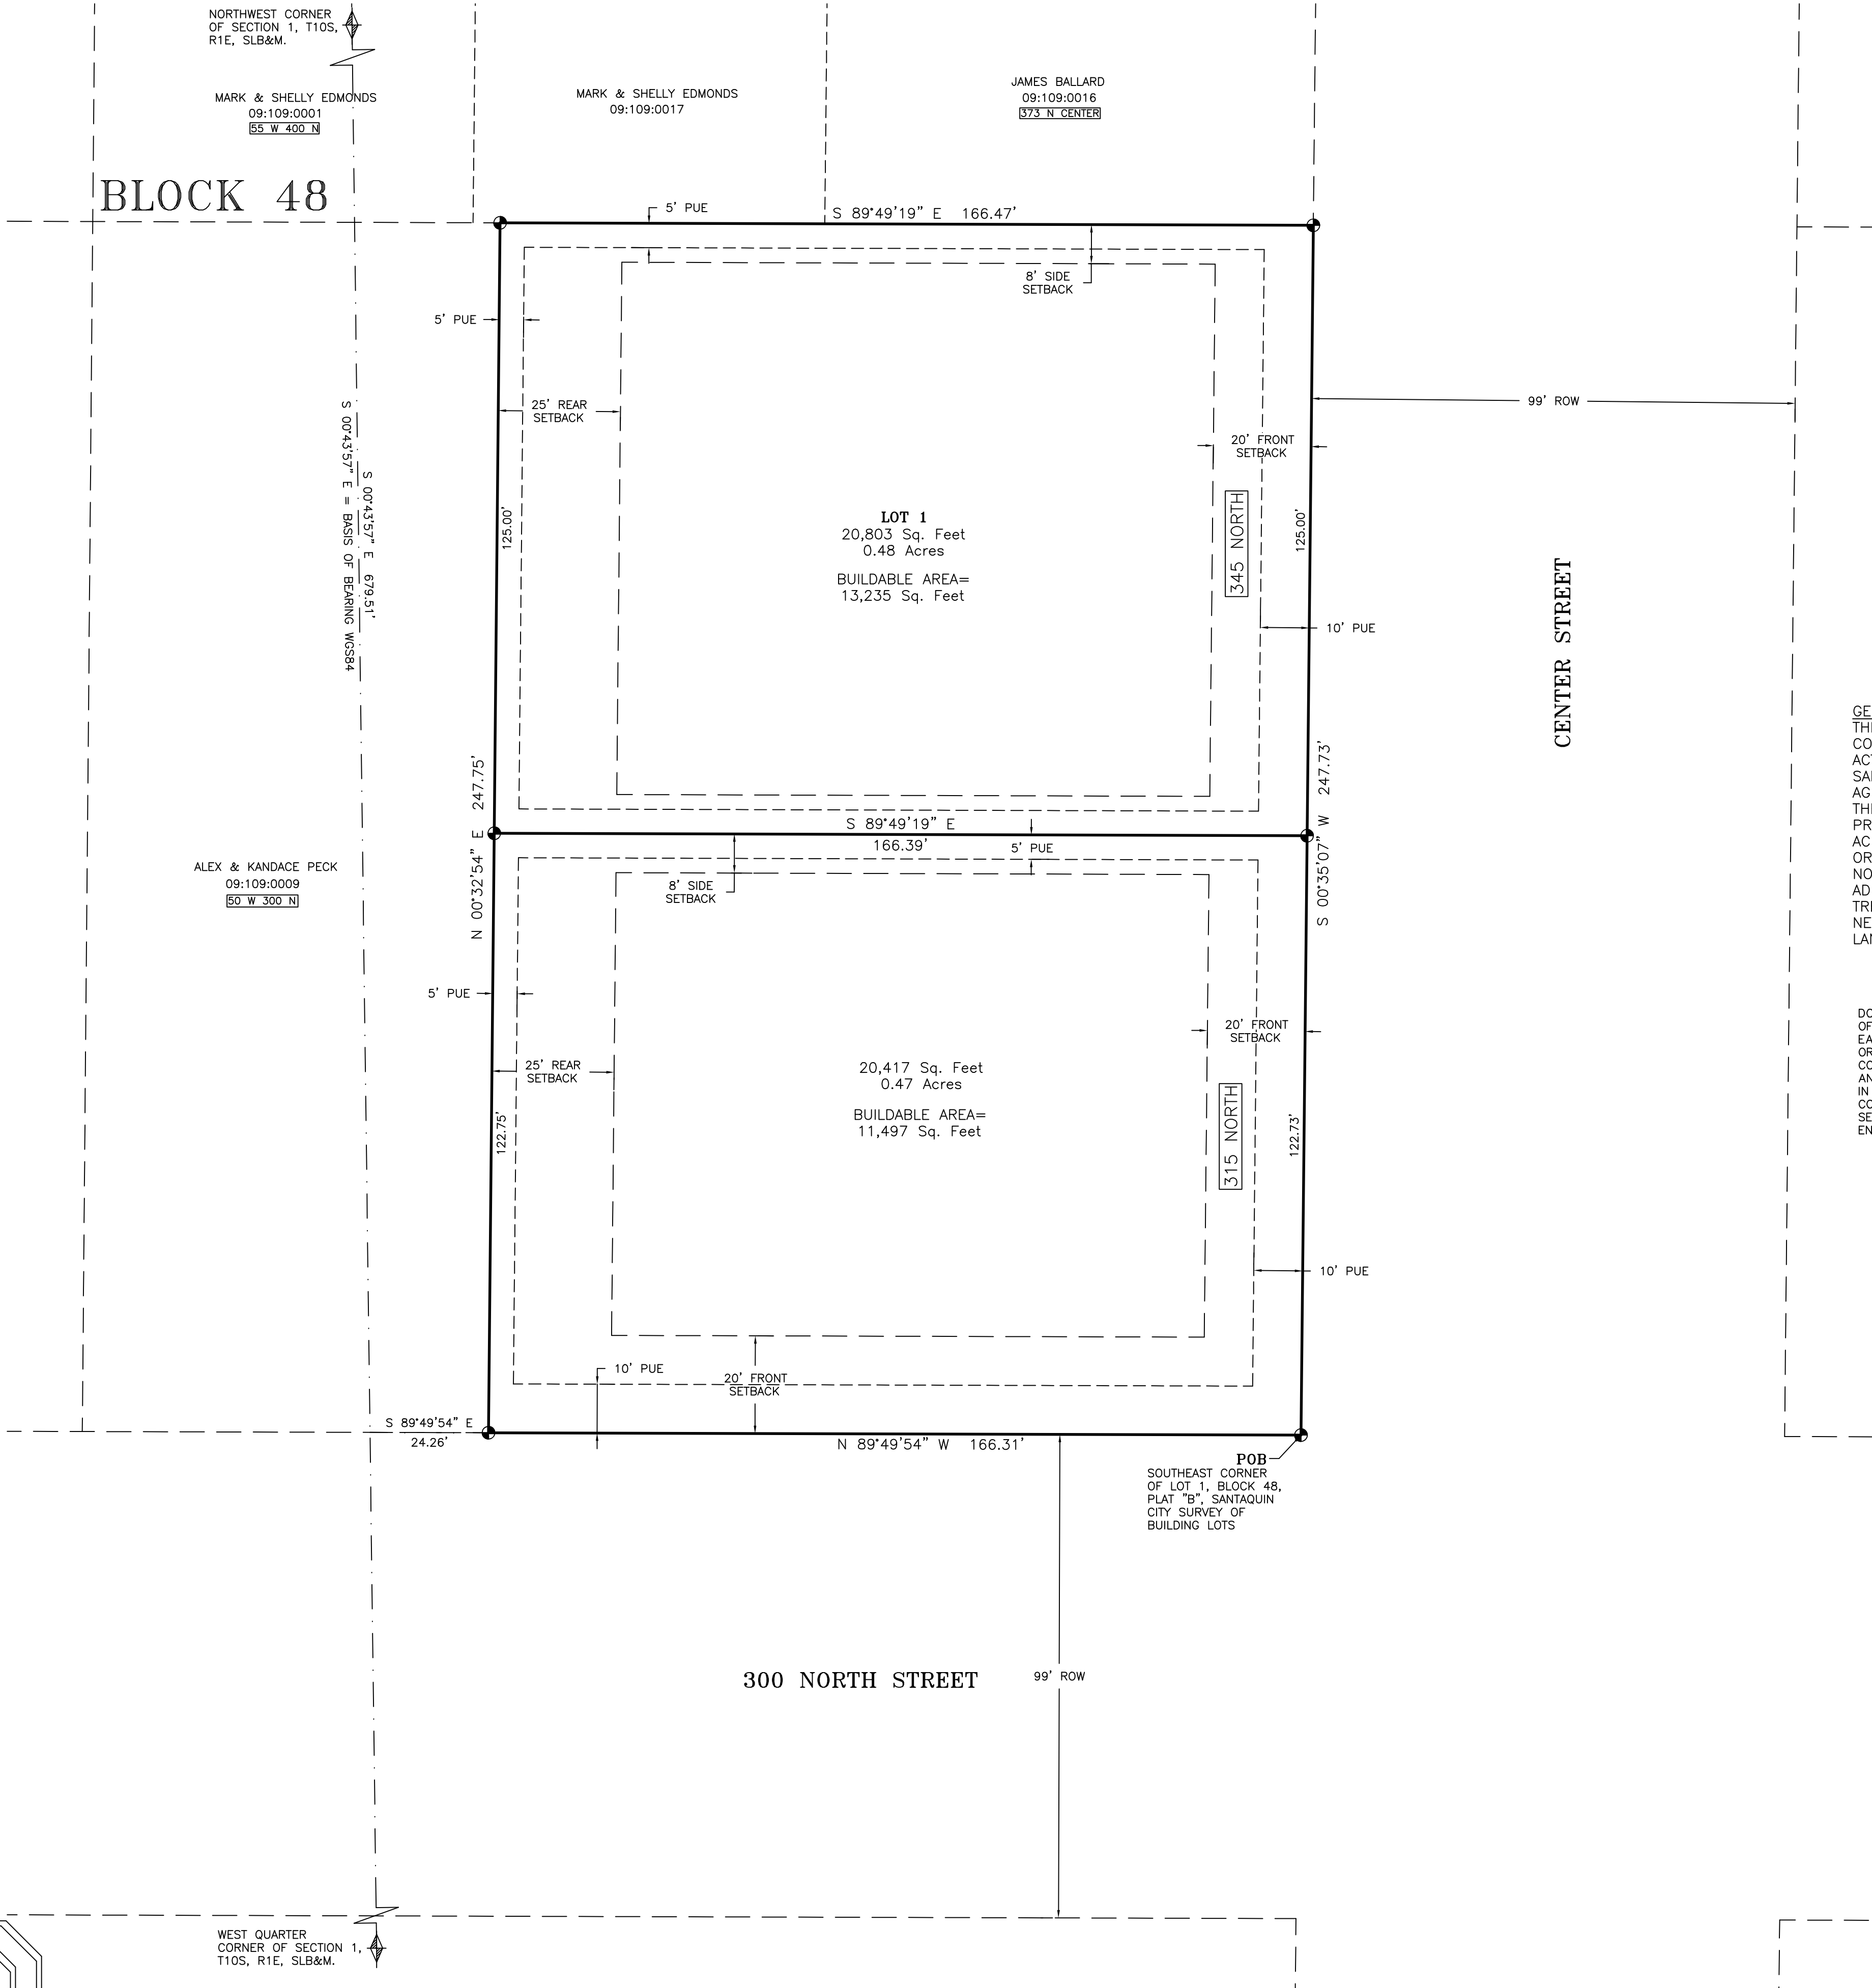 NORTHWEST CORNER
OF SECTION 1, T10S,
R1E, SLB&M.
MARK & SHELLY EDMONDS
09:109:0001
55 W 400 N
MARK & SHELLY EDMONDS
09:109:0017
JAMES BALLARD
09:109:0016
373 N CENTER
BLOCK 48
5' PUE
S 89°49'19" E 166.47'
8' SIDE
SETBACK
5' PUE
25' REAR
SETBACK
99' ROW
20' FRONT
SETBACK
S 00°43'57" E = BASIS OF BEARING WGS84
S 00°43'57" E 679.51'
125.00'
LOT 1
20,803 Sq. Feet
0.48 Acres
BUILDABLE AREA=
13,235 Sq. Feet
345 NORTH
125.00'
10' PUE
CENTER STREET
N 00°32'54" E 247.75'
S 00°35'07" W 247.73'
S 89°49'19" E
166.39'
5' PUE
8' SIDE
SETBACK
ALEX & KANDACE PECK
09:109:0009
50 W 300 N
5' PUE
20' FRONT
SETBACK
25' REAR
SETBACK
20,417 Sq. Feet
0.47 Acres
BUILDABLE AREA=
11,497 Sq. Feet
122.75'
315 NORTH
122.73'
10' PUE
10' PUE
20' FRONT
SETBACK
S 89°49'54" E
24.26'
N 89°49'54" W 166.31'
POB
SOUTHEAST CORNER
OF LOT 1, BLOCK 48,
PLAT "B", SANTAQUIN
CITY SURVEY OF
BUILDING LOTS
300 NORTH STREET
99' ROW
WEST QUARTER
CORNER OF SECTION 1,
T10S, R1E, SLB&M.